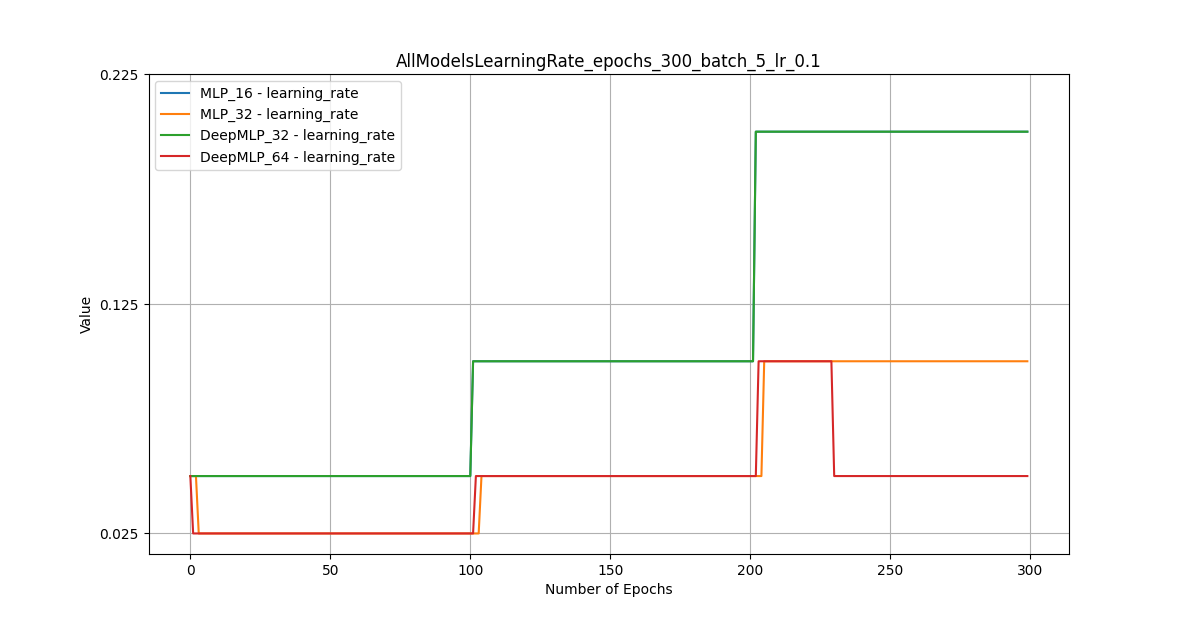 AllModelsLearningRate_epochs_300_batch_5_lr_0.1
0.225
MLP_16 - learning_rate
MLP_32 - learning_rate
DeepMLP_32 - learning_rate
DeepMLP_64 - learning_rate
0.125
Value
0.025
0 50 100 150 200 250 300
Number of Epochs